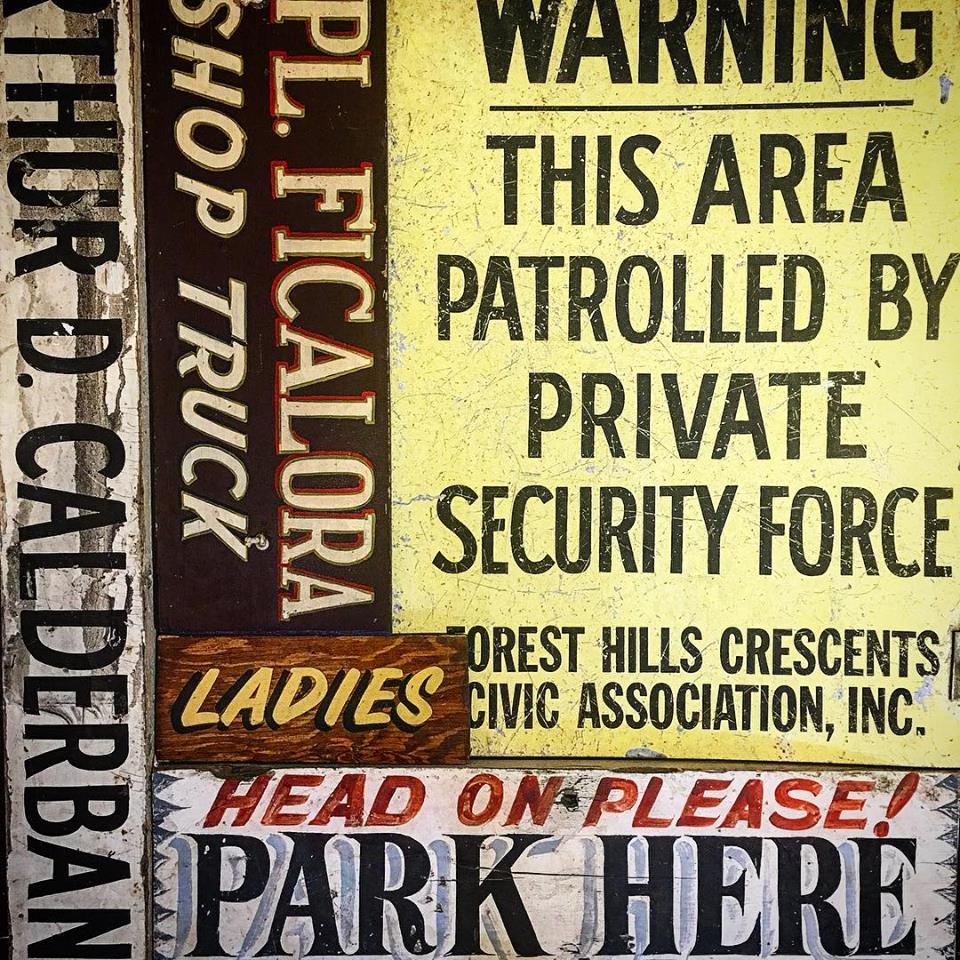 RTHUR D. CALDERBAN
PL. FICALORA
SHOP TRUCK
WARNING
THIS AREA
PATROLLED BY
PRIVATE
SECURITY FORCE
OREST HILLS CRESCENTS
CIVIC ASSOCIATION, INC.
LADIES
HEAD ON PLEASE!
PARK HERE